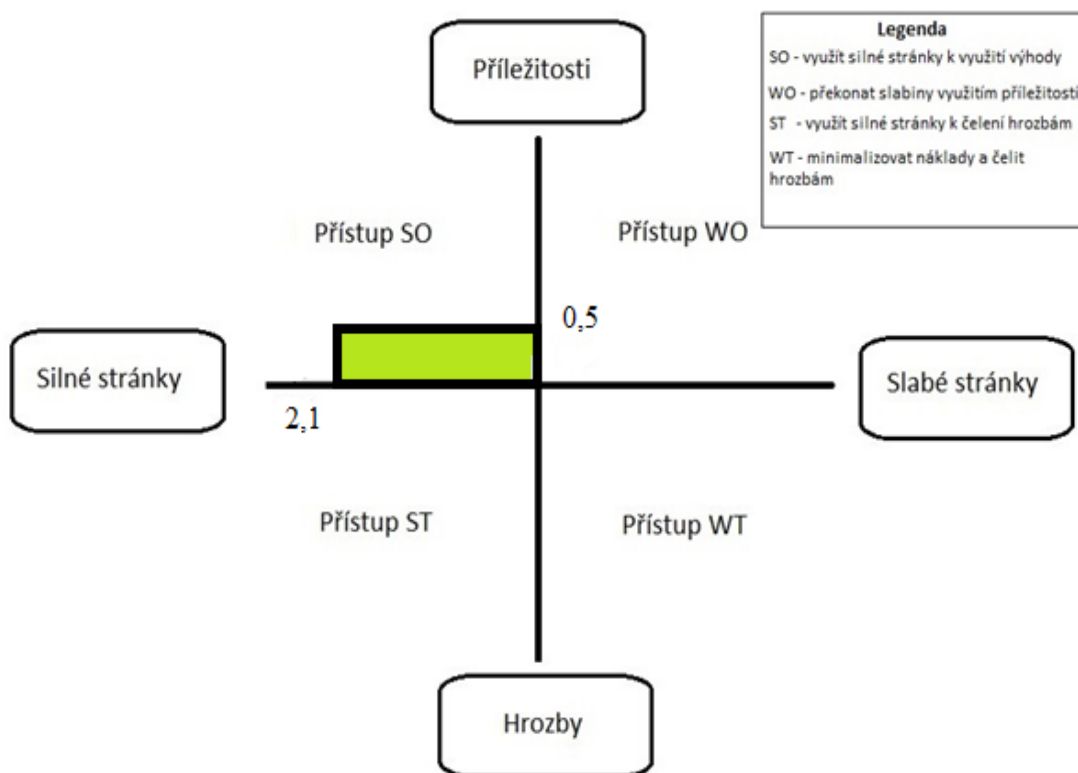 Příležitosti
Legenda
SO - využít silné stránky k využití výhody
WO - překonat slabiny využitím příležitostí
ST - využít silné stránky k čelení hrozbám
WT - minimalizovat náklady a čelit
hrozbám
Přístup SO
Přístup WO
0,5
Silné stránky
Slabé stránky
2,1
Přístup ST
Přístup WT
Hrozby